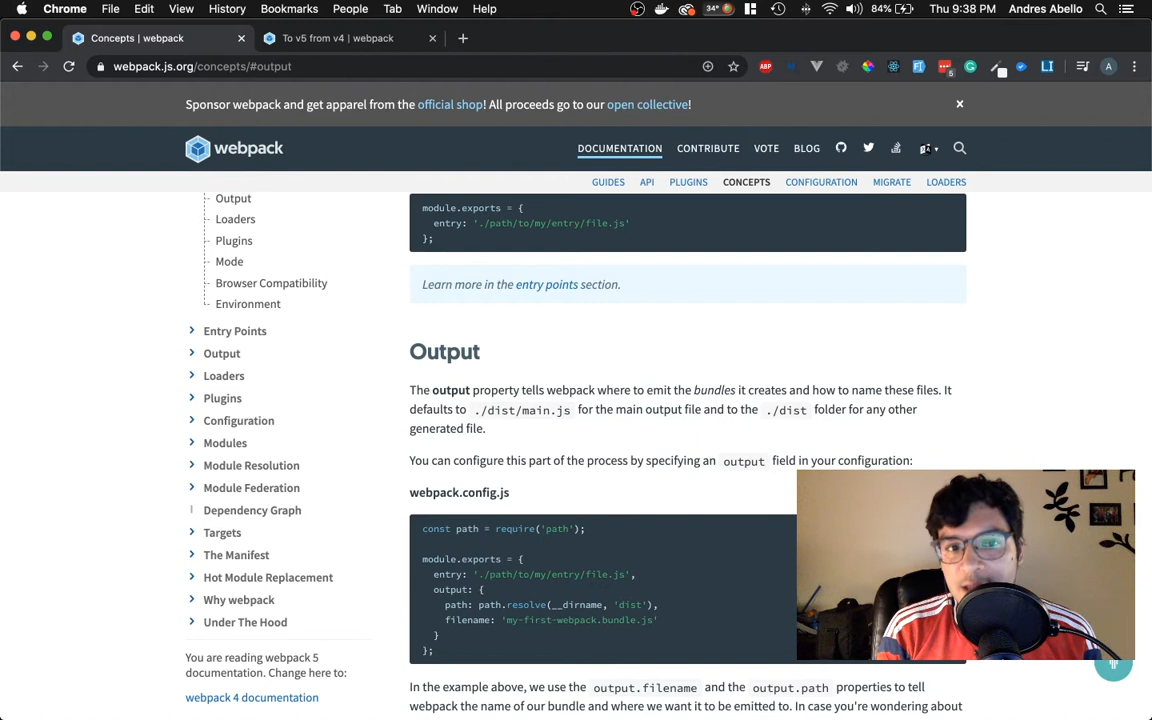 Chrome File Edit View History Bookmarks People Tab Window Help 34° 84% Thu 9:38 PM Andres Abello
Concepts | webpack To v5 from v4 | webpack
webpack.js.org/concepts/#output
Sponsor webpack and get apparel from the official shop! All proceeds go to our open collective!
webpack DOCUMENTATION CONTRIBUTE VOTE BLOG
GUIDES API PLUGINS CONCEPTS CONFIGURATION MIGRATE LOADERS
Output
Loaders
Plugins
Mode
Browser Compatibility
Environment
Entry Points
Output
Loaders
Plugins
Configuration
Modules
Module Resolution
Module Federation
Dependency Graph
Targets
The Manifest
Hot Module Replacement
Why webpack
Under The Hood
You are reading webpack 5
documentation. Change here to:
webpack 4 documentation
module.exports = {
entry: './path/to/my/entry/file.js'
};
Learn more in the entry points section.
Output
The output property tells webpack where to emit the bundles it creates and how to name these files. It
defaults to ./dist/main.js for the main output file and to the ./dist folder for any other
generated file.
You can configure this part of the process by specifying an output field in your configuration:
webpack.config.js
const path = require('path');
module.exports = {
entry: './path/to/my/entry/file.js',
output: {
path: path.resolve(__dirname, 'dist'),
filename: 'my-first-webpack.bundle.js'
}
};
In the example above, we use the output.filename and the output.path properties to tell
webpack the name of our bundle and where we want it to be emitted to. In case you're wondering about